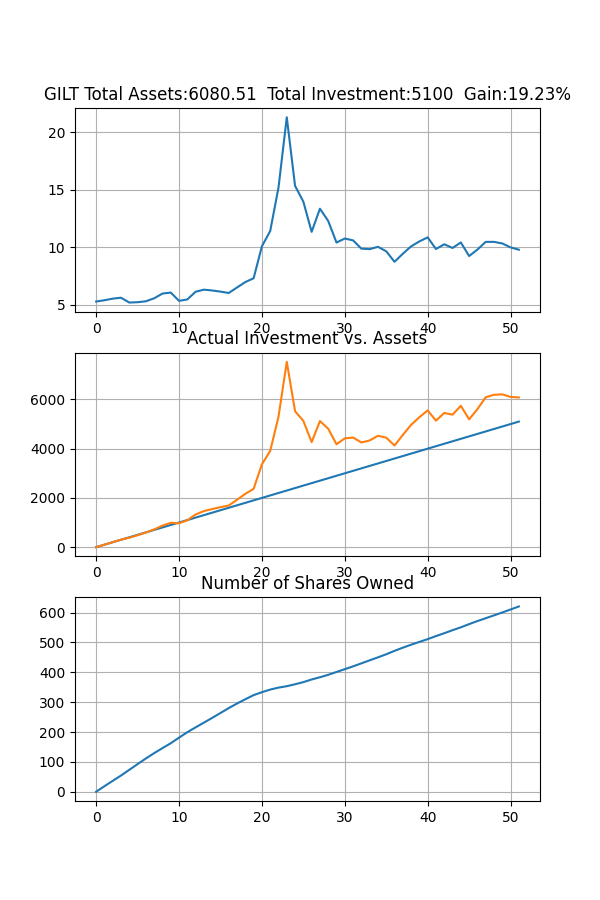 GILT Total Assets:6080.51  Total Investment:5100  Gain:19.23%
20
15
10
5
0 10 20 30 40 50
Actual Investment vs. Assets
6000
4000
2000
0
0 10 20 30 40 50
Number of Shares Owned
600
500
400
300
200
100
0
0 10 20 30 40 50